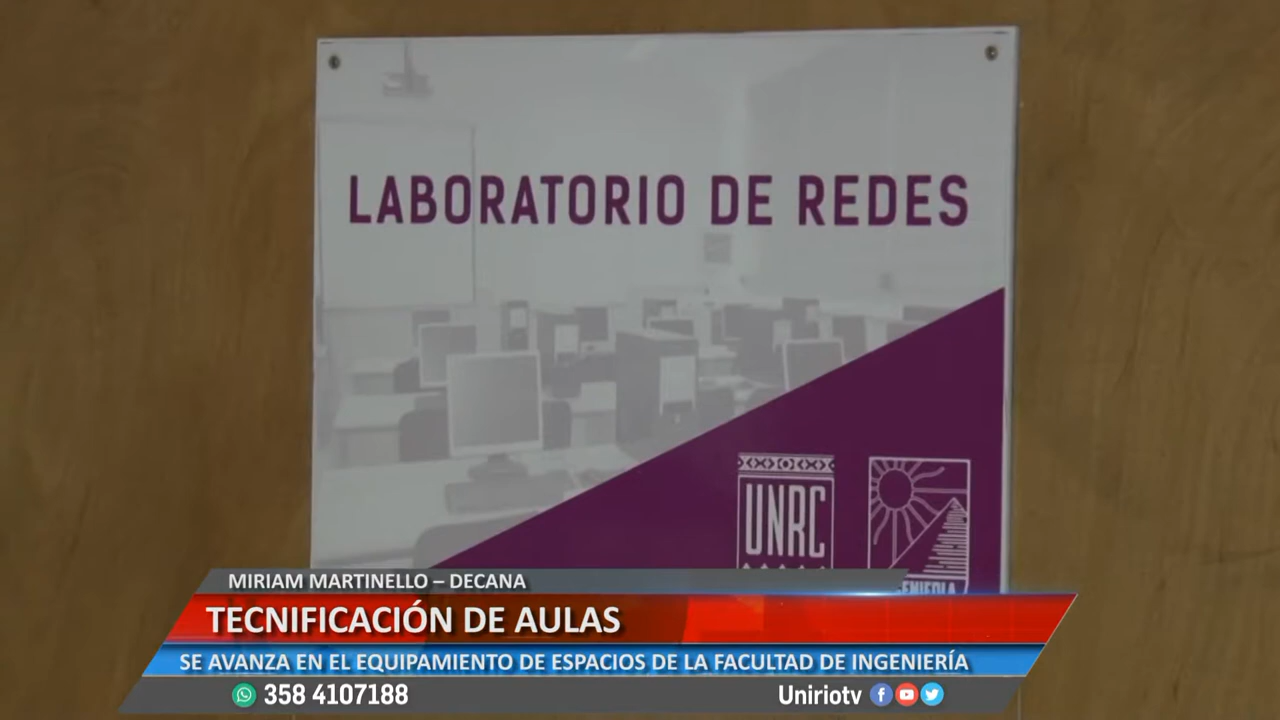 LABORATORIO DE REDES
UNRC
MIRIAM MARTINELLO – DECANA
TECNIFICACIÓN DE AULAS
SE AVANZA EN EL EQUIPAMIENTO DE ESPACIOS DE LA FACULTAD DE INGENIERÍA
358 4107188
Uniriotv